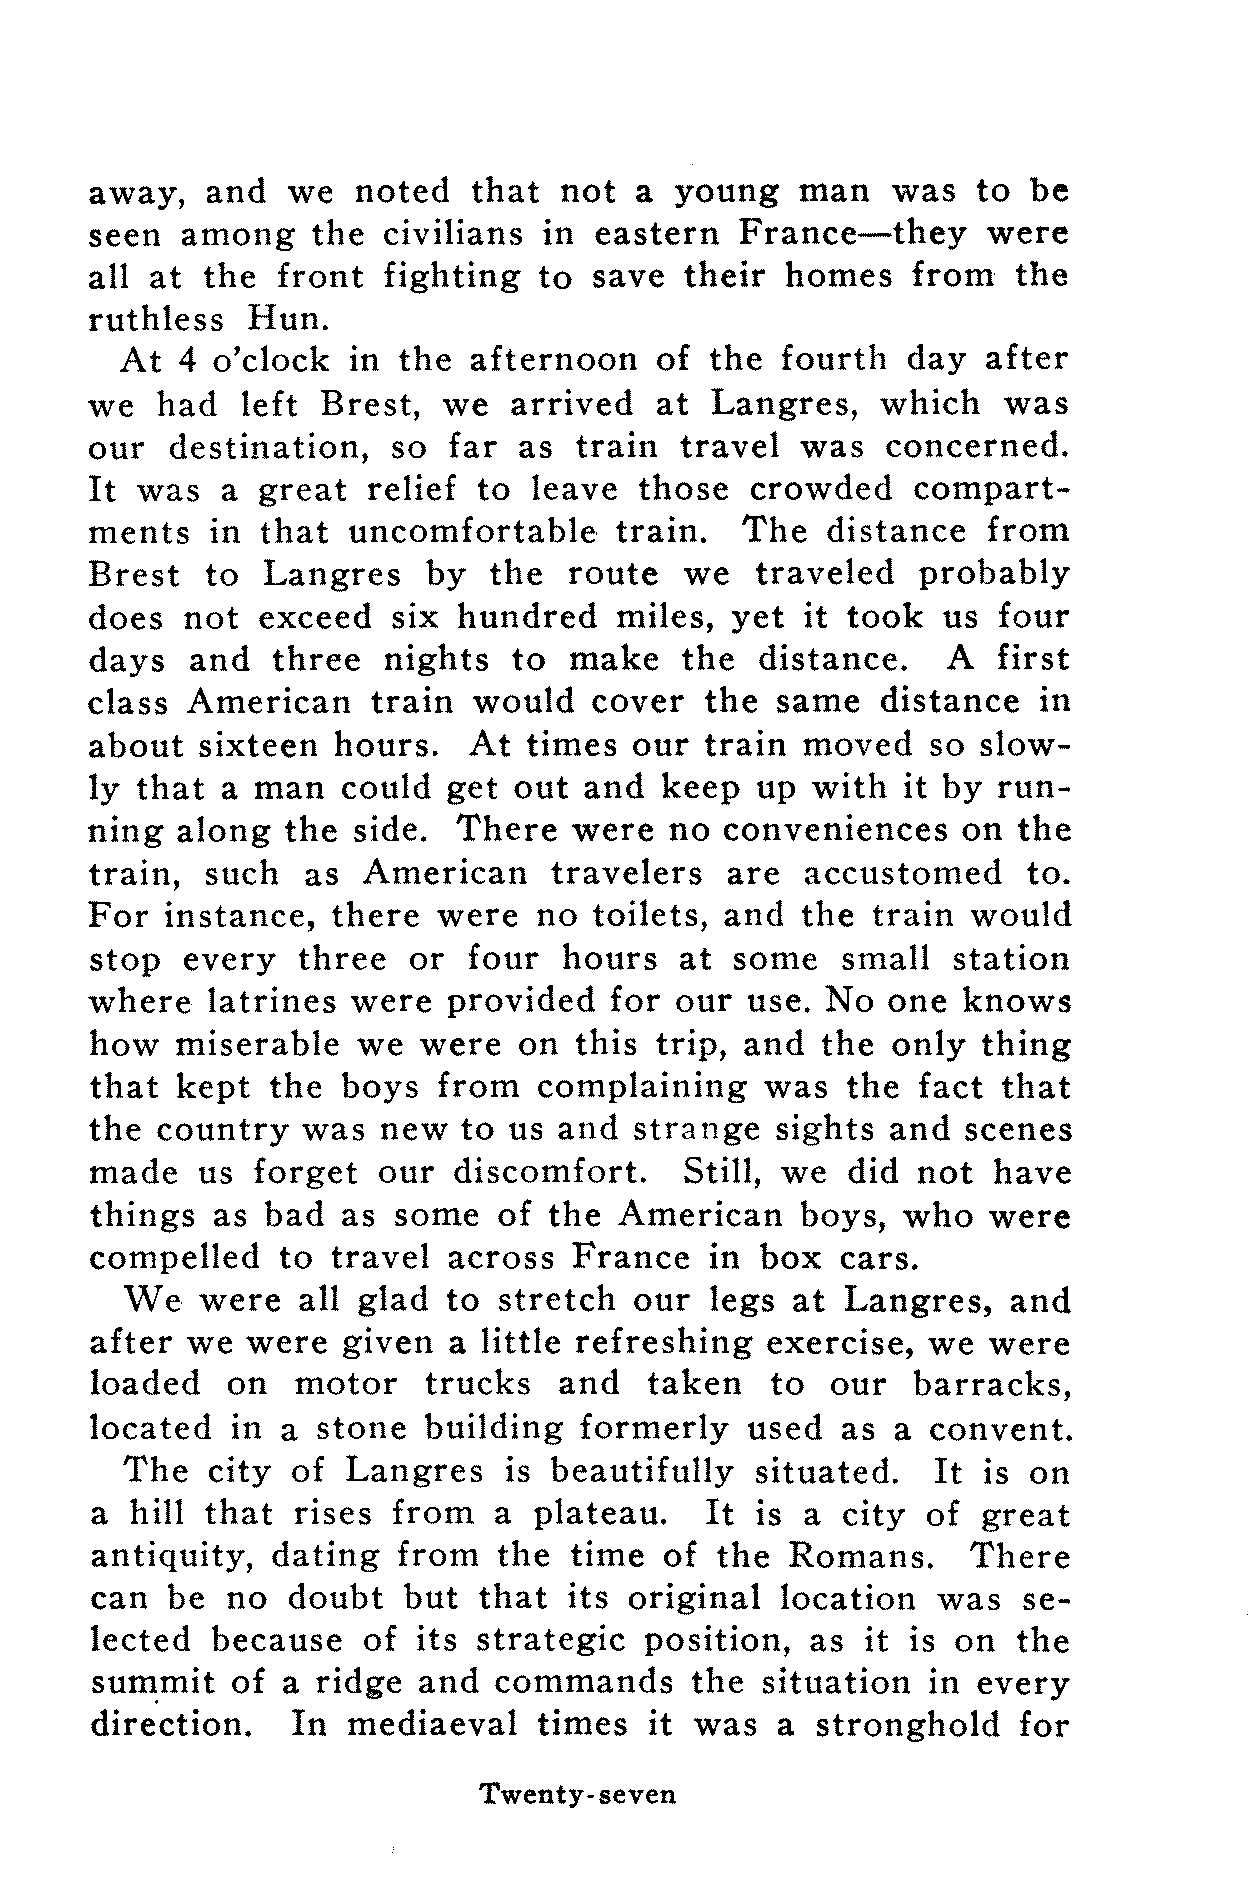 away, and we noted that not a young man was to be
seen among the civilians in eastern France—they were
all at the front fighting to save their homes from the
ruthless Hun.
At 4 o'clock in the afternoon of the fourth day after
we had left Brest, we arrived at Langres, which was
our destination, so far as train travel was concerned.
It was a great relief to leave those crowded compart-
ments in that uncomfortable train. The distance from
Brest to Langres by the route we traveled probably
does not exceed six hundred miles, yet it took us four
days and three nights to make the distance. A first
class American train would cover the same distance in
about sixteen hours. At times our train moved so slow-
ly that a man could get out and keep up with it by run-
ning along the side. There were no conveniences on the
train, such as American travelers are accustomed to.
For instance, there were no toilets, and the train would
stop every three or four hours at some small station
where latrines were provided for our use. No one knows
how miserable we were on this trip, and the only thing
that kept the boys from complaining was the fact that
the country was new to us and strange sights and scenes
made us forget our discomfort. Still, we did not have
things as bad as some of the American boys, who were
compelled to travel across France in box cars.
We were all glad to stretch our legs at Langres, and
after we were given a little refreshing exercise, we were
loaded on motor trucks and taken to our barracks,
located in a stone building formerly used as a convent.
The city of Langres is beautifully situated. It is on
a hill that rises from a plateau. It is a city of great
antiquity, dating from the time of the Romans. There
can be no doubt but that its original location was se-
lected because of its strategic position, as it is on the
summit of a ridge and commands the situation in every
direction. In mediaeval times it was a stronghold for
Twenty-seven